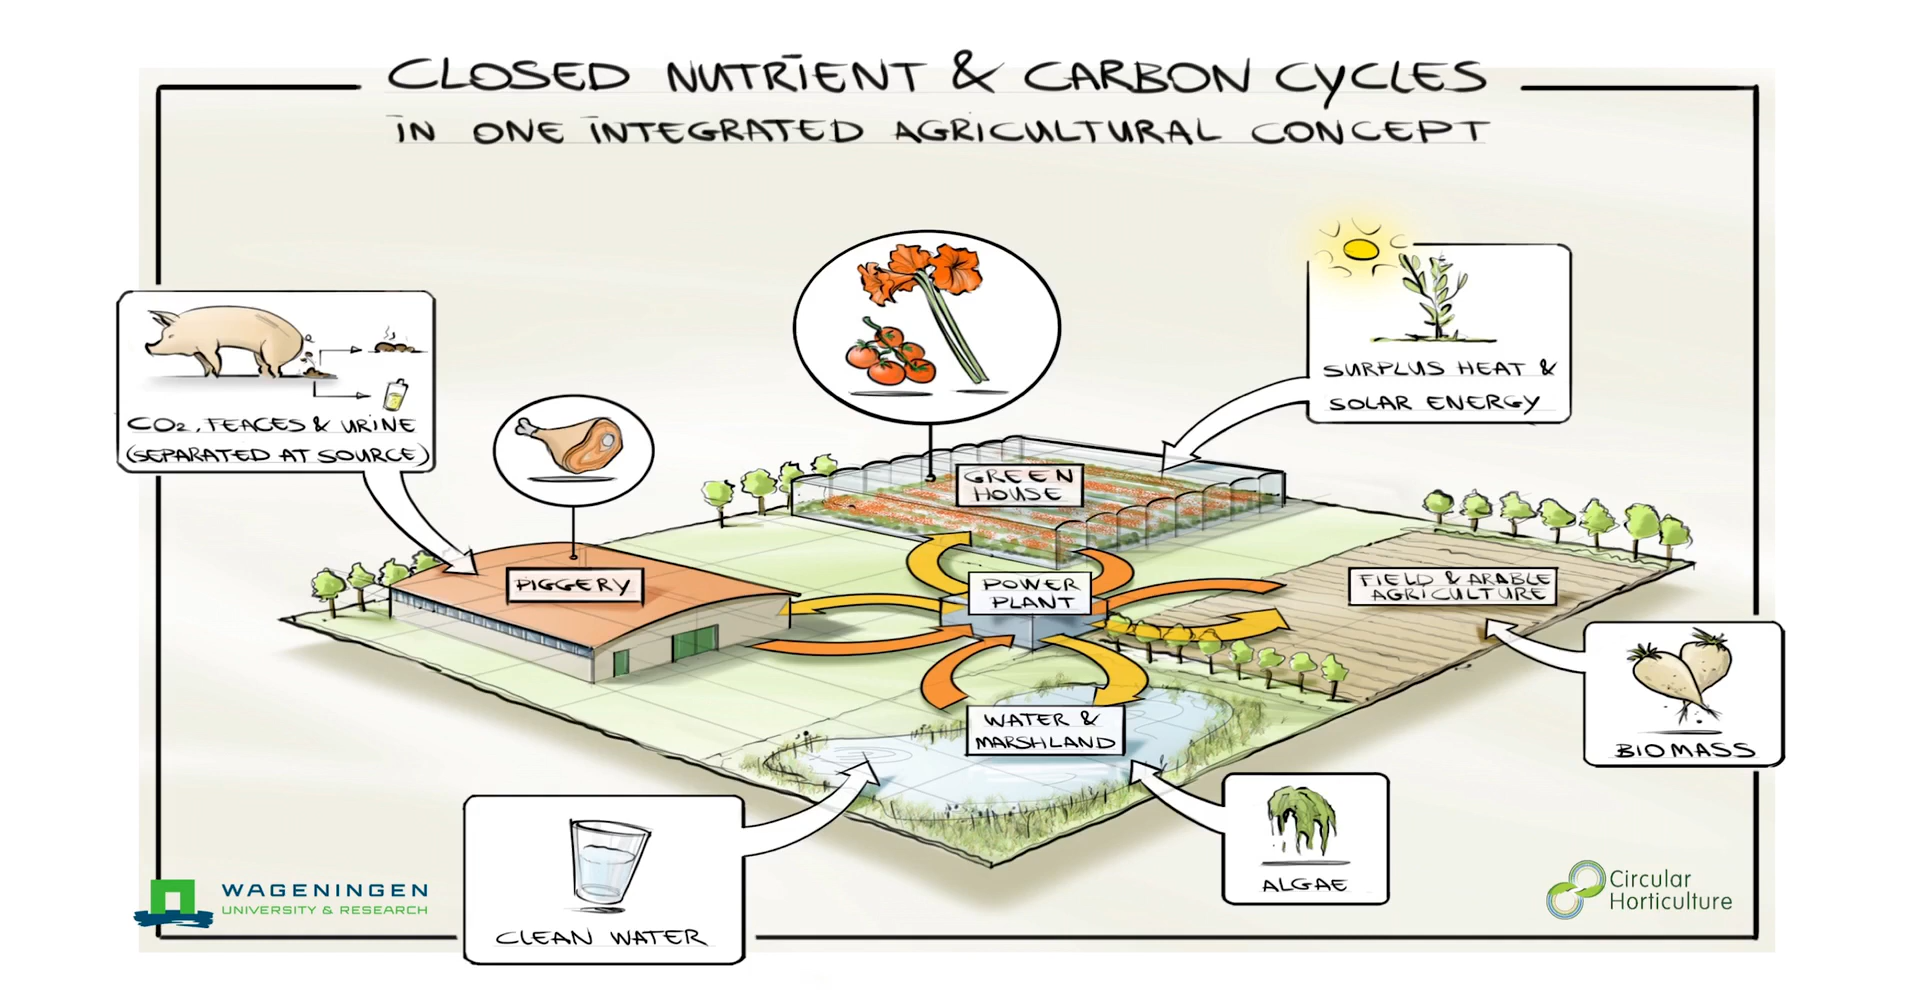 CLOSED NUTRIENT & CARBON CYCLES
IN ONE INTEGRATED AGRICULTURAL CONCEPT
SURPLUS HEAT &
SOLAR ENERGY
CO2, FEACES & URINE
(SEPARATED AT SOURCE)
GREEN
HOUSE
PIGGERY
POWER
PLANT
FIELD & ARABLE
AGRICULTURE
WATER &
MARSHLAND
BIOMASS
ALGAE
CLEAN WATER
WAGENINGEN
UNIVERSITY & RESEARCH
Circular
Horticulture